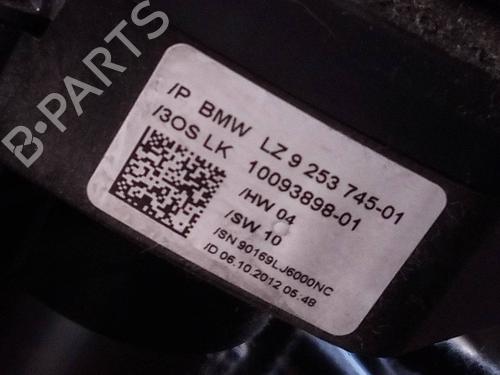 /P BMW LZ 9 253 745-01
/3OS LK 10093898-01
/HW 04
/SW 10
/SN 90169LJ6000NC
/D 06.10.2012 05:48
B-PARTS